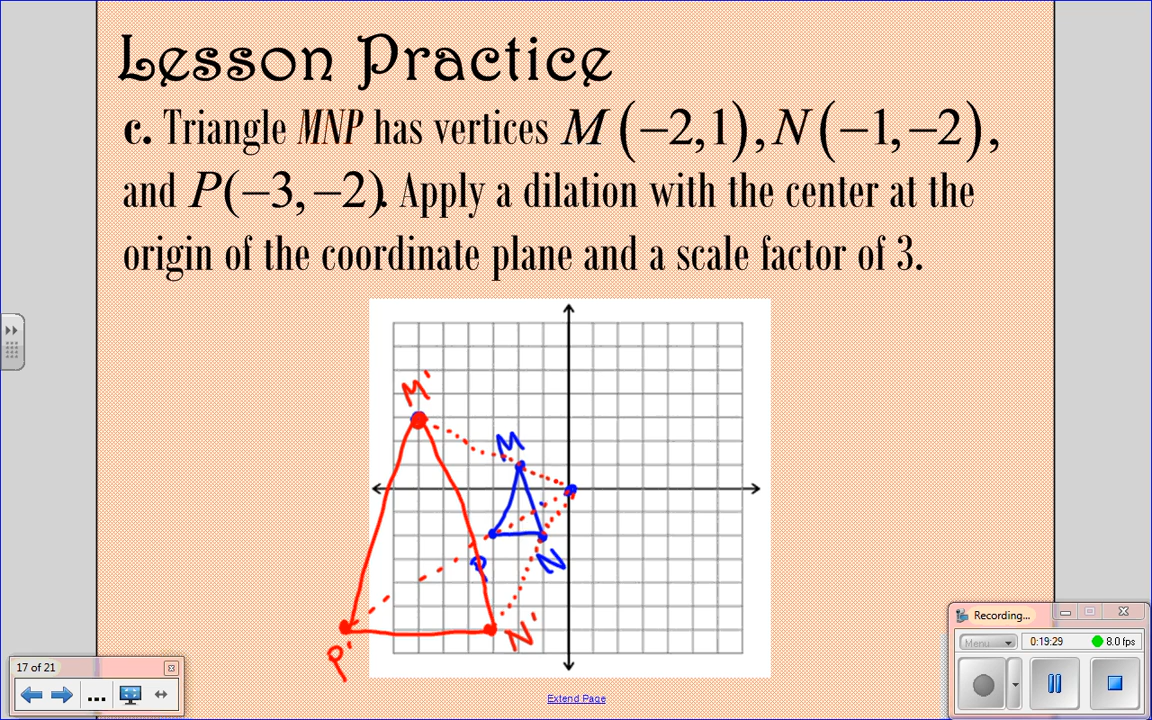 Lesson Practice
c. Triangle MNP has vertices M(−2,1), N(−1,−2),
and P(−3,−2). Apply a dilation with the center at the
origin of the coordinate plane and a scale factor of 3.
M'
M
P
N
N'
P'
Recording...
Menu
0:19:29
8.0 fps
17 of 21
...
Extend Page